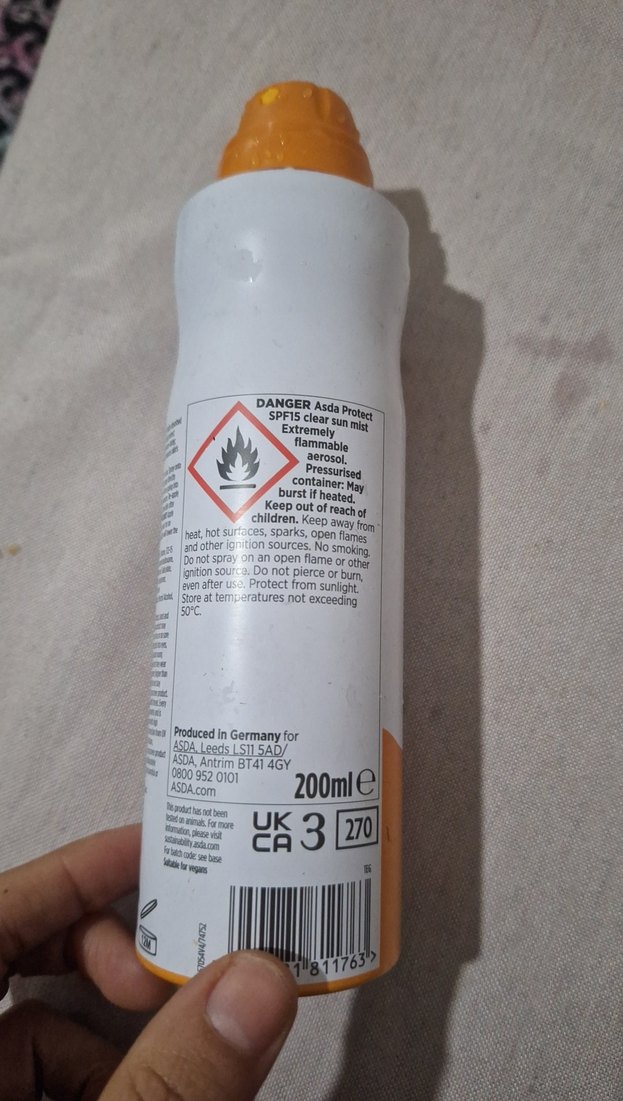 DANGER Asda Protect
SPF15 clear sun mist
Extremely
flammable
aerosol.
Pressurised
container: May
burst if heated.
Keep out of reach of
children. Keep away from
heat, hot surfaces, sparks, open flames
and other ignition sources. No smoking.
Do not spray on an open flame or other
ignition source. Do not pierce or burn,
even after use. Protect from sunlight.
Store at temperatures not exceeding
50°C.
Produced in Germany for
ASDA, Leeds LS11 5AD/
ASDA, Antrim BT41 4GY
0800 952 0101
ASDA.com
200ml e
This product has not been
tested on animals. For more
information, please visit
sustainability.asda.com
For batch code: see base
Suitable for vegans
UK
CA
3
270
12M
811763 >